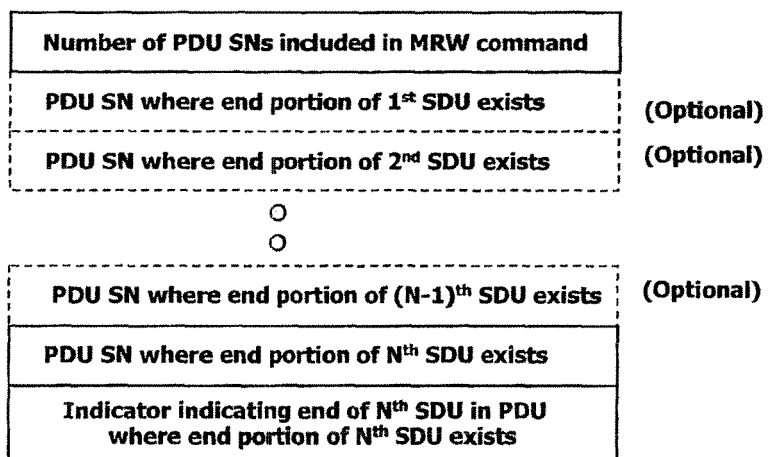 Number of PDU SNs included in MRW command
PDU SN where end portion of 1st SDU exists
(Optional)
PDU SN where end portion of 2nd SDU exists
(Optional)
PDU SN where end portion of (N-1)th SDU exists
(Optional)
PDU SN where end portion of Nth SDU exists
Indicator indicating end of Nth SDU in PDU
where end portion of Nth SDU exists